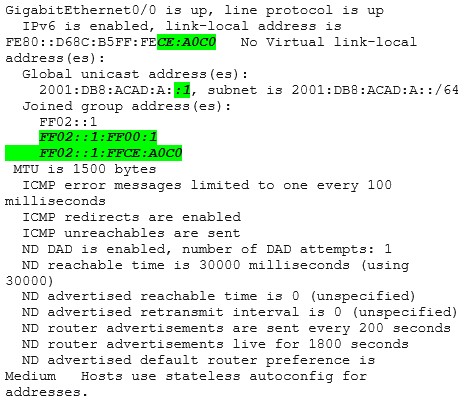 GigabitEthernet0/0 is up, line protocol is up
IPv6 is enabled, link-local address is
FE80::D68C:B5FF:FECE:A0C0   No Virtual link-local
address(es):
Global unicast address(es):
2001:DB8:ACAD:A::1, subnet is 2001:DB8:ACAD:A::/64
Joined group address(es):
FF02::1
FF02::1:FF00:1
FF02::1:FFCE:A0C0
MTU is 1500 bytes
ICMP error messages limited to one every 100
milliseconds
ICMP redirects are enabled
ICMP unreachables are sent
ND DAD is enabled, number of DAD attempts: 1
ND reachable time is 30000 milliseconds (using
30000)
ND advertised reachable time is 0 (unspecified)
ND advertised retransmit interval is 0 (unspecified)
ND router advertisements are sent every 200 seconds
ND router advertisements live for 1800 seconds
ND advertised default router preference is
Medium   Hosts use stateless autoconfig for
addresses.